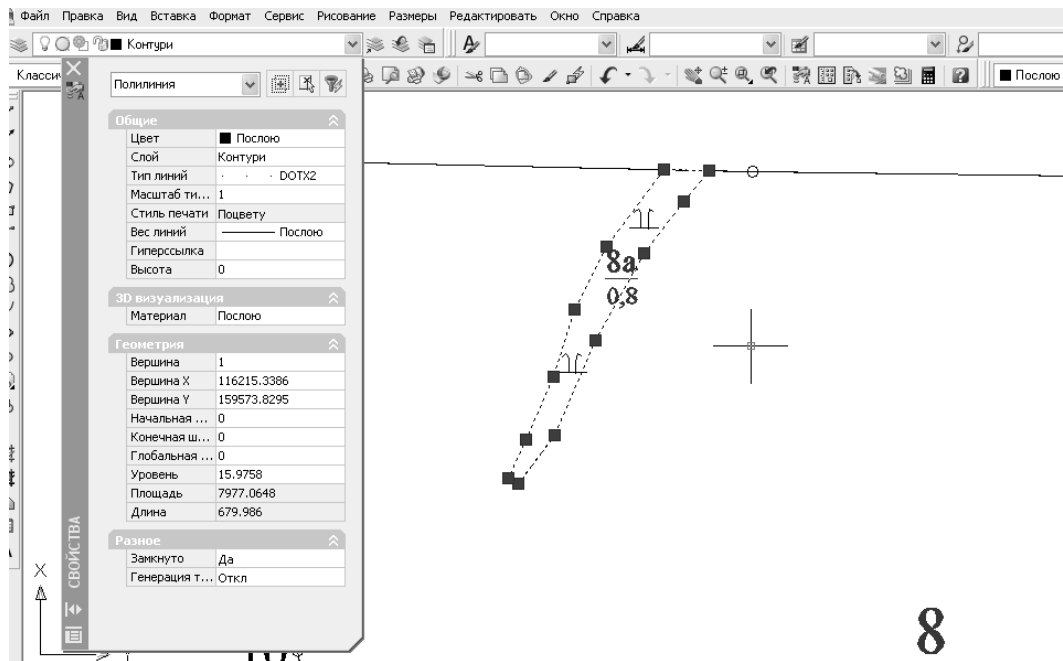 Файл Правка Вид Вставка Формат Сервис Рисование Размеры Редактировать Окно Справка
Контури
Класси
Послою
Полилиния
Общие
Цвет Послою
Слой Контури
Тип линий DOTX2
Масштаб ти... 1
Стиль печати Поцвету
Вес линий Послою
Гиперссылка
Высота 0
3D визуализация
Материал Послою
Геометрия
Вершина 1
Вершина X 116215.3386
Вершина Y 159573.8295
Начальная ... 0
Конечная ш... 0
Глобальная ... 0
Уровень 15.9758
Площадь 7977.0648
Длина 679.986
Разное
Замкнуто Да
Генерация т... Откл
СВОЙСТВА
8а
0,8
8
X